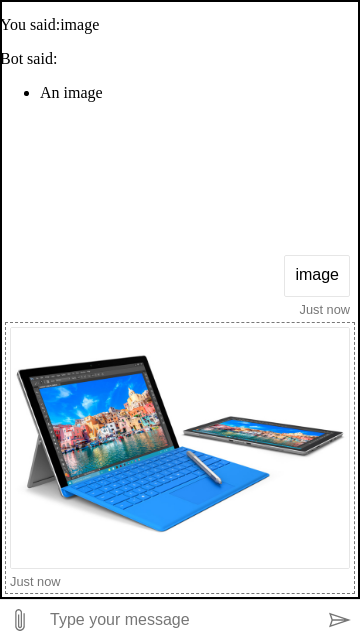 You said:image
Bot said:
An image
image
Just now
Just now
Type your message